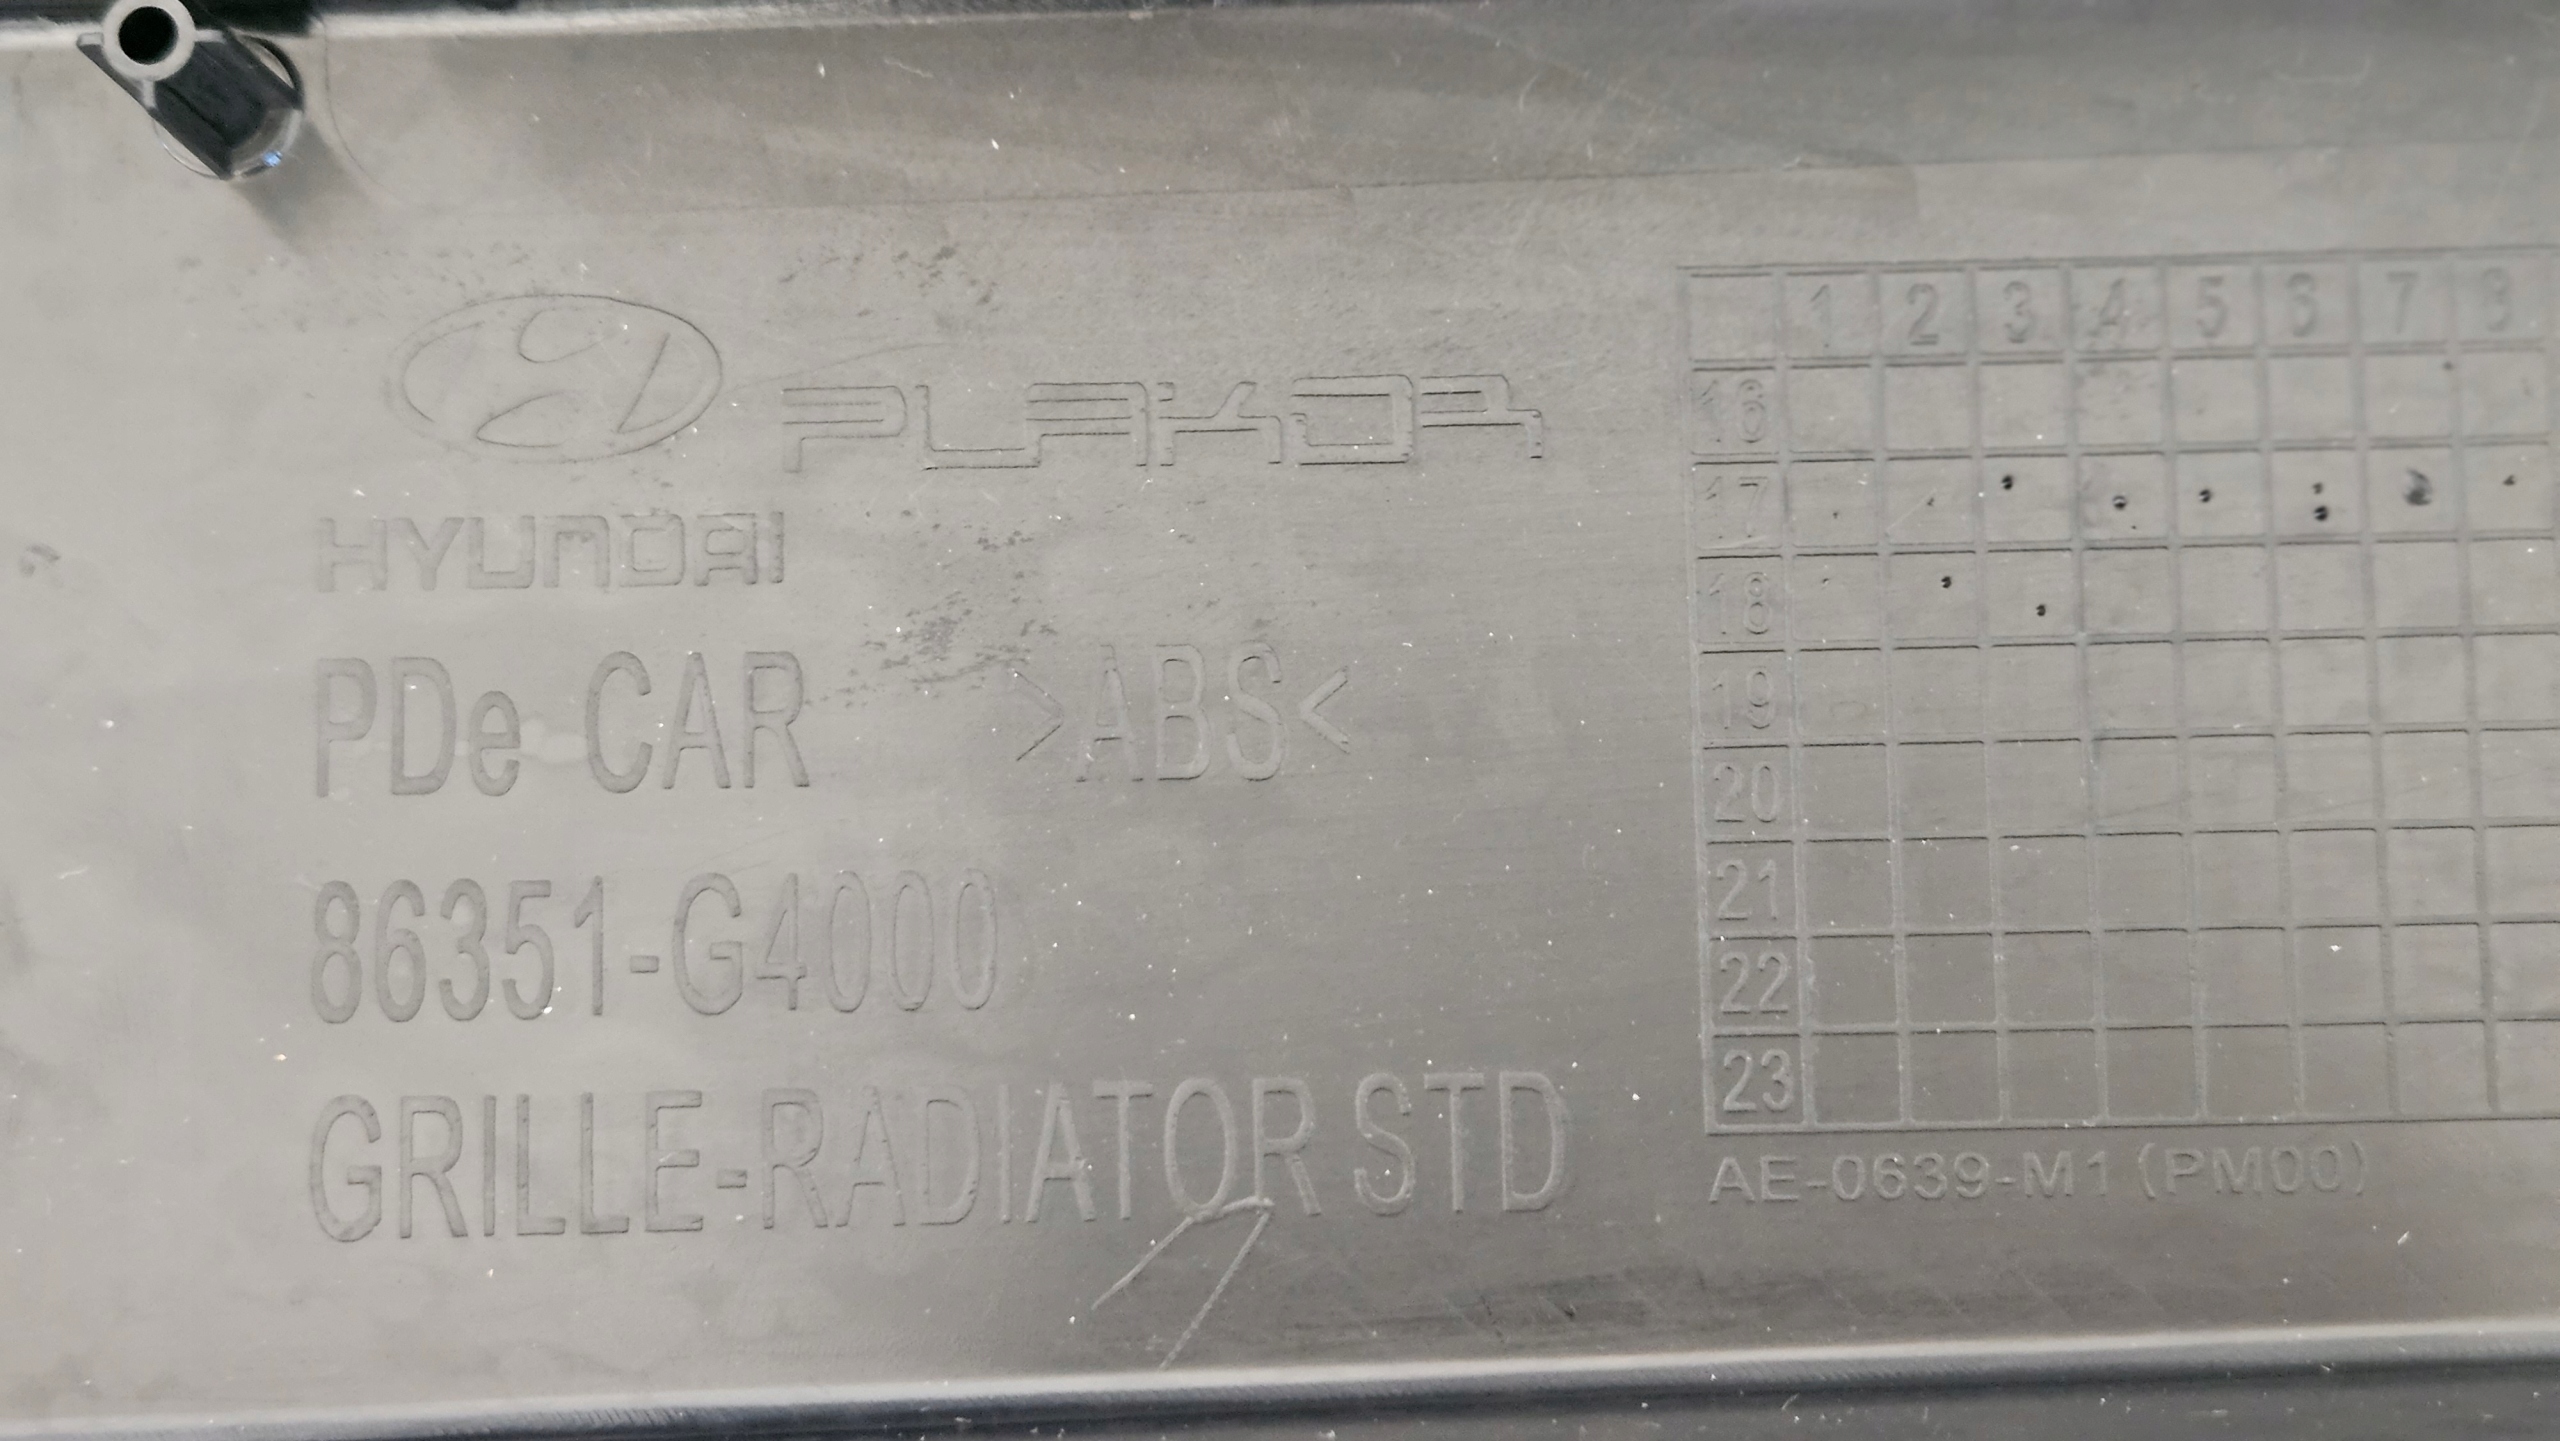 PLAKOR
HYUNDAI
PDe CAR >ABS<
86351-G4000
GRILLE-RADIATOR STD
1 2 3 4 5 6 7 8
16
17
18
19
20
21
22
23
AE-0639-M1 (PM00)